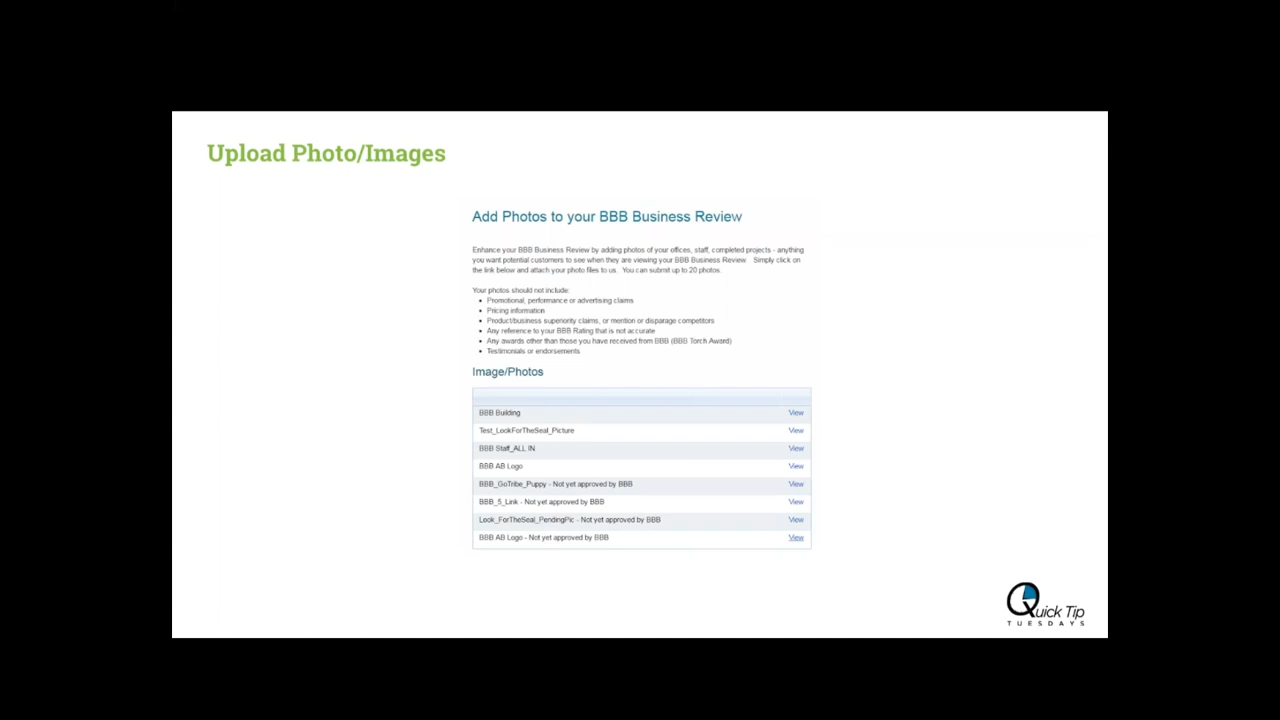 Upload Photo/Images
Add Photos to your BBB Business Review
Enhance your BBB Business Review by adding photos of your offices, staff, completed projects - anything
you want potential customers to see when they are viewing your BBB Business Review Simply click on
the link below and attach your photo files to us. You can submit up to 20 photos.
Your photos should not include:
• Promotional, performance or advertising claims
• Pricing information
• Product/business superiority claims, or mention or disparage competitors
• Any reference to your BBB Rating that is not accurate
• Any awards other than those you have received from BBB (BBB Torch Award)
• Testimonials or endorsements
Image/Photos
BBB Building View
Test_LookForTheSeal_Picture View
BBB Staff_ALL IN View
BBB AB Logo View
BBB_GoTribe_Puppy - Not yet approved by BBB View
BBB_5_Link - Not yet approved by BBB View
Look_ForTheSeal_PendingPic - Not yet approved by BBB View
BBB AB Logo - Not yet approved by BBB View
Quick Tip
TUESDAYS